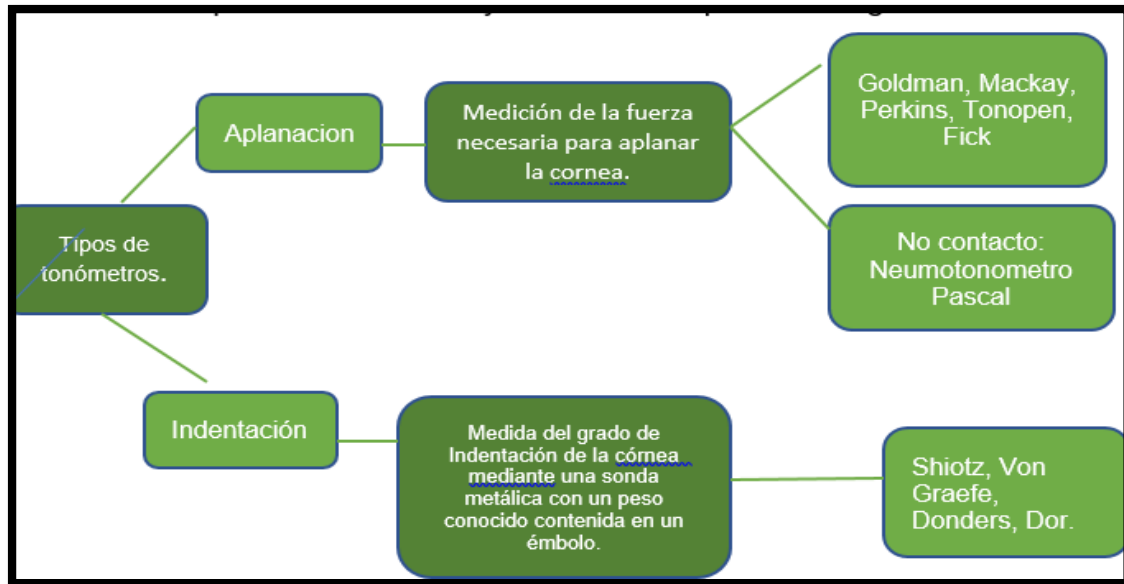 Tipos de
tonómetros.
Aplanacion
Medición de la fuerza
necesaria para aplanar
la cornea.
Goldman, Mackay,
Perkins, Tonopen,
Fick
No contacto:
Neumotonometro
Pascal
Indentación
Medida del grado de
Indentación de la córnea
mediante una sonda
metálica con un peso
conocido contenida en un
émbolo.
Shiotz, Von
Graefe,
Donders, Dor.